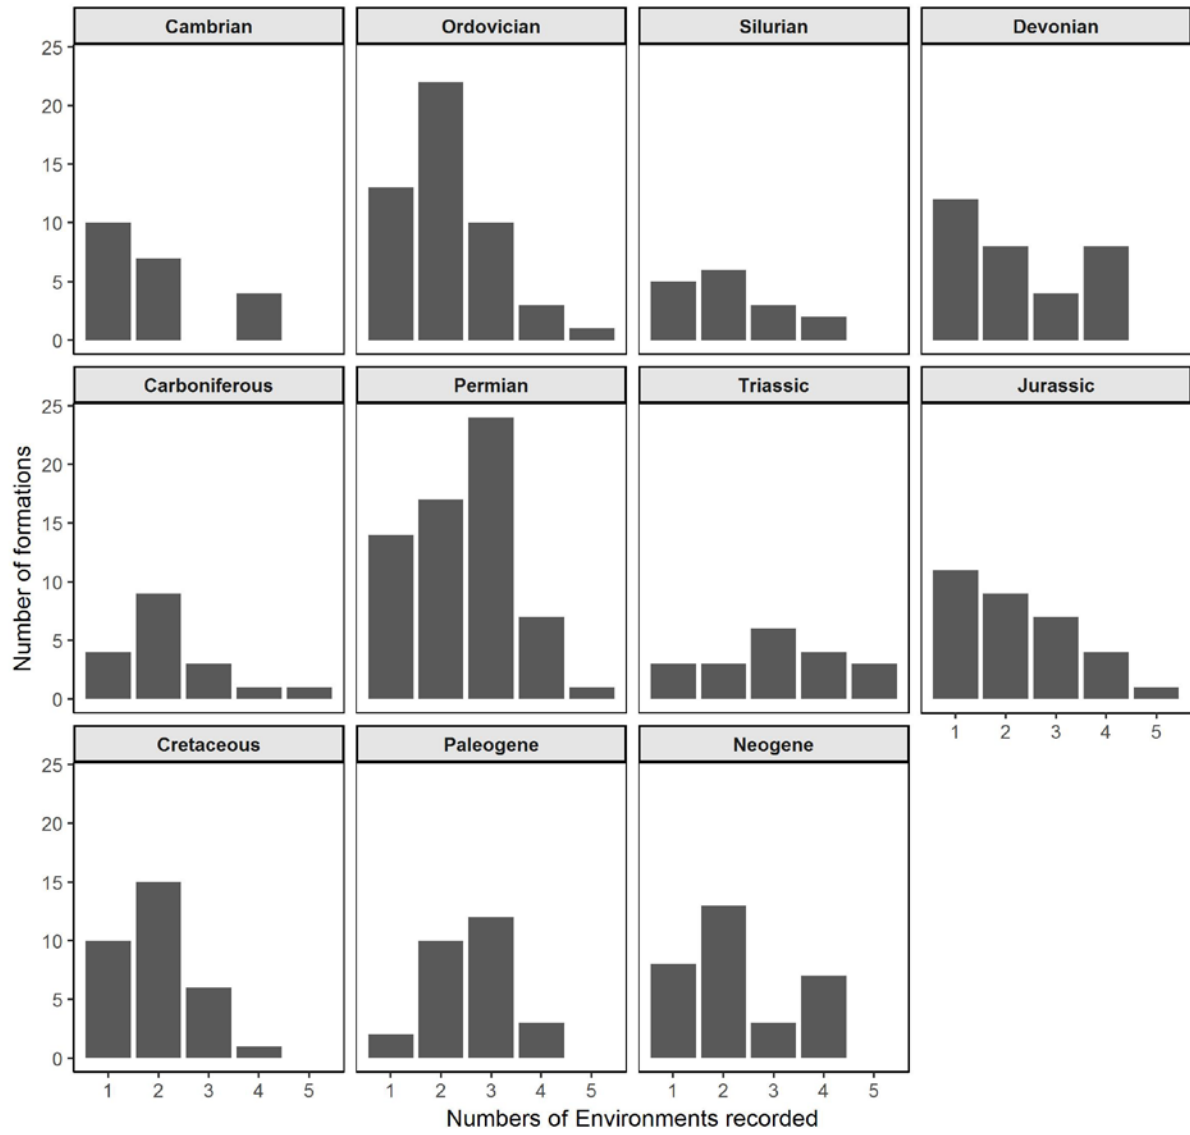 Cambrian Ordovician Silurian Devonian
25
20
15
10
5
0
Carboniferous Permian Triassic Jurassic
25
20
15
10
5
0
1 2 3 4 5
Cretaceous Paleogene Neogene
25
20
15
10
5
0
1 2 3 4 5 1 2 3 4 5 1 2 3 4 5
Number of formations
Numbers of Environments recorded